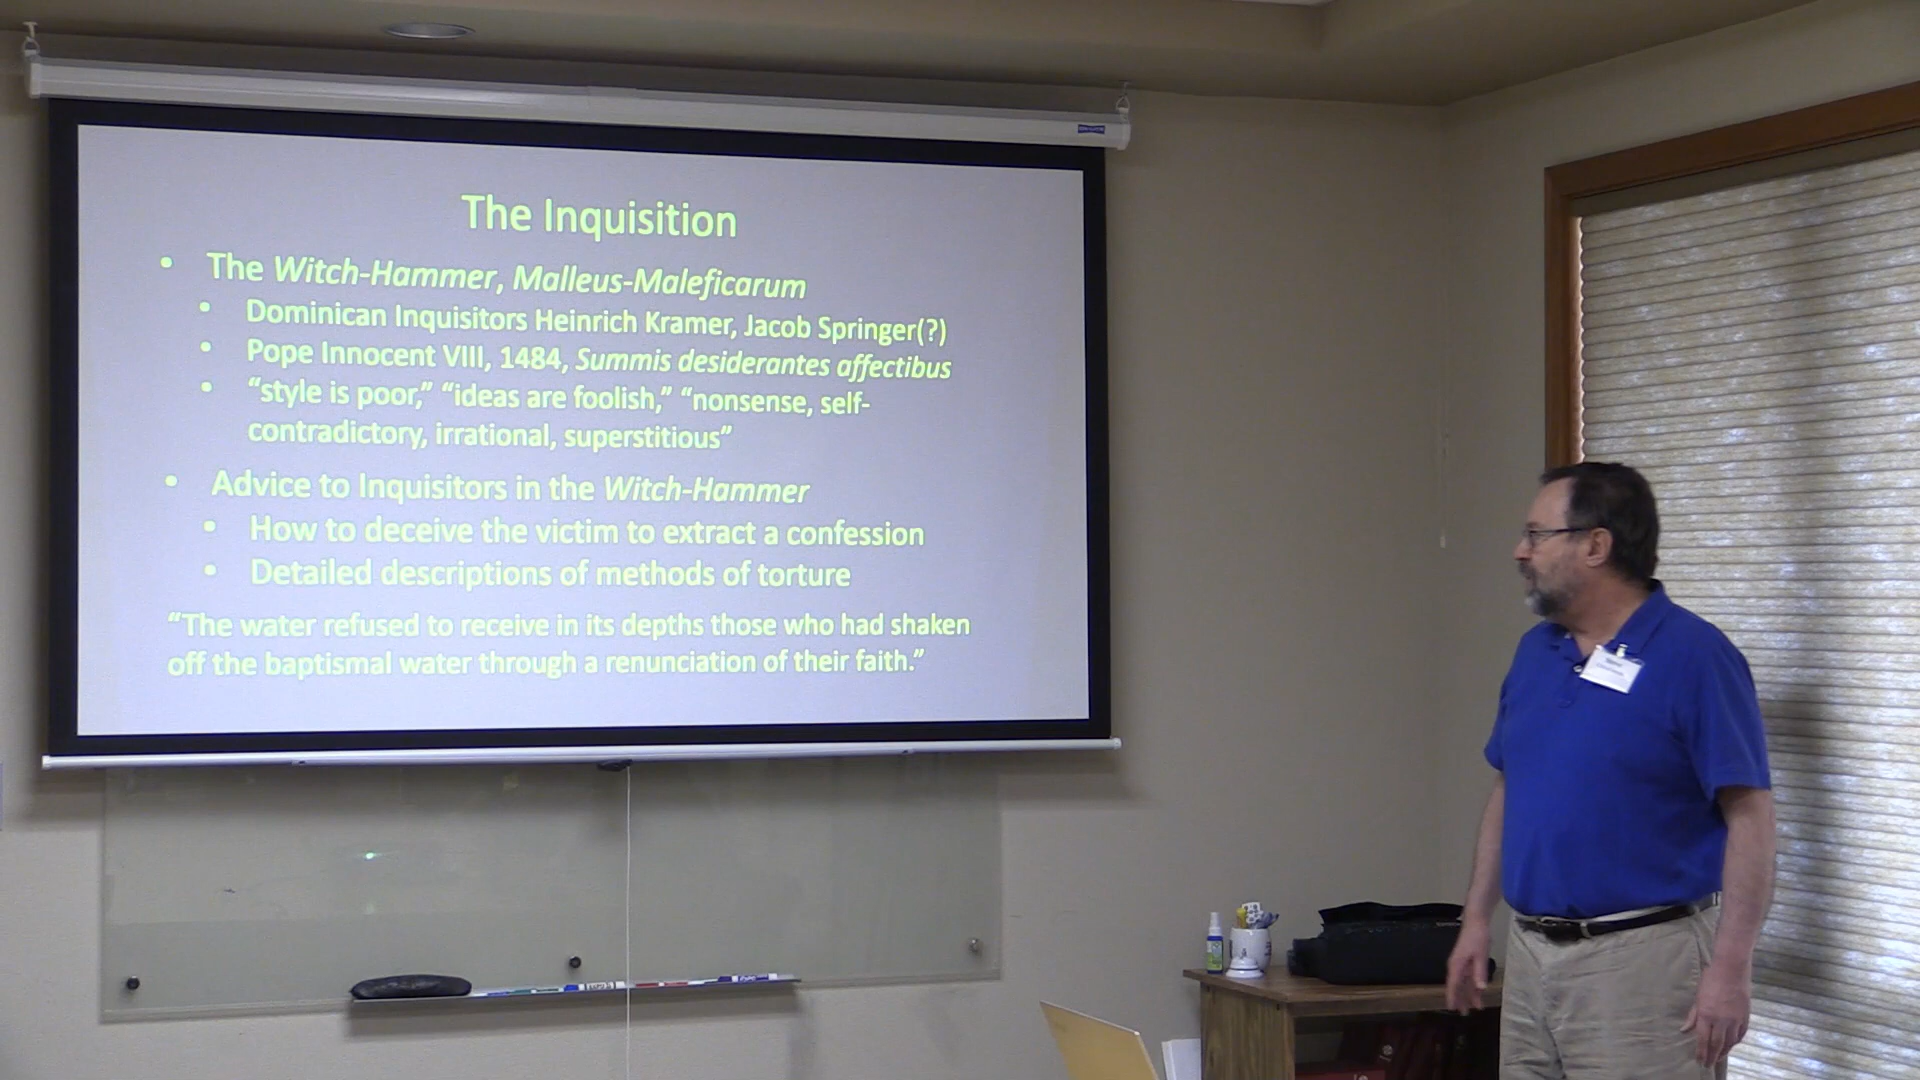 The Inquisition
• The Witch-Hammer, Malleus-Maleficarum
• Dominican Inquisitors Heinrich Kramer, Jacob Springer(?)
• Pope Innocent VIII, 1484, Summis desiderantes affectibus
• “style is poor,” “ideas are foolish,” “nonsense, self-
contradictory, irrational, superstitious”
• Advice to Inquisitors in the Witch-Hammer
• How to deceive the victim to extract a confession
• Detailed descriptions of methods of torture
“The water refused to receive in its depths those who had shaken
off the baptismal water through a renunciation of their faith.”